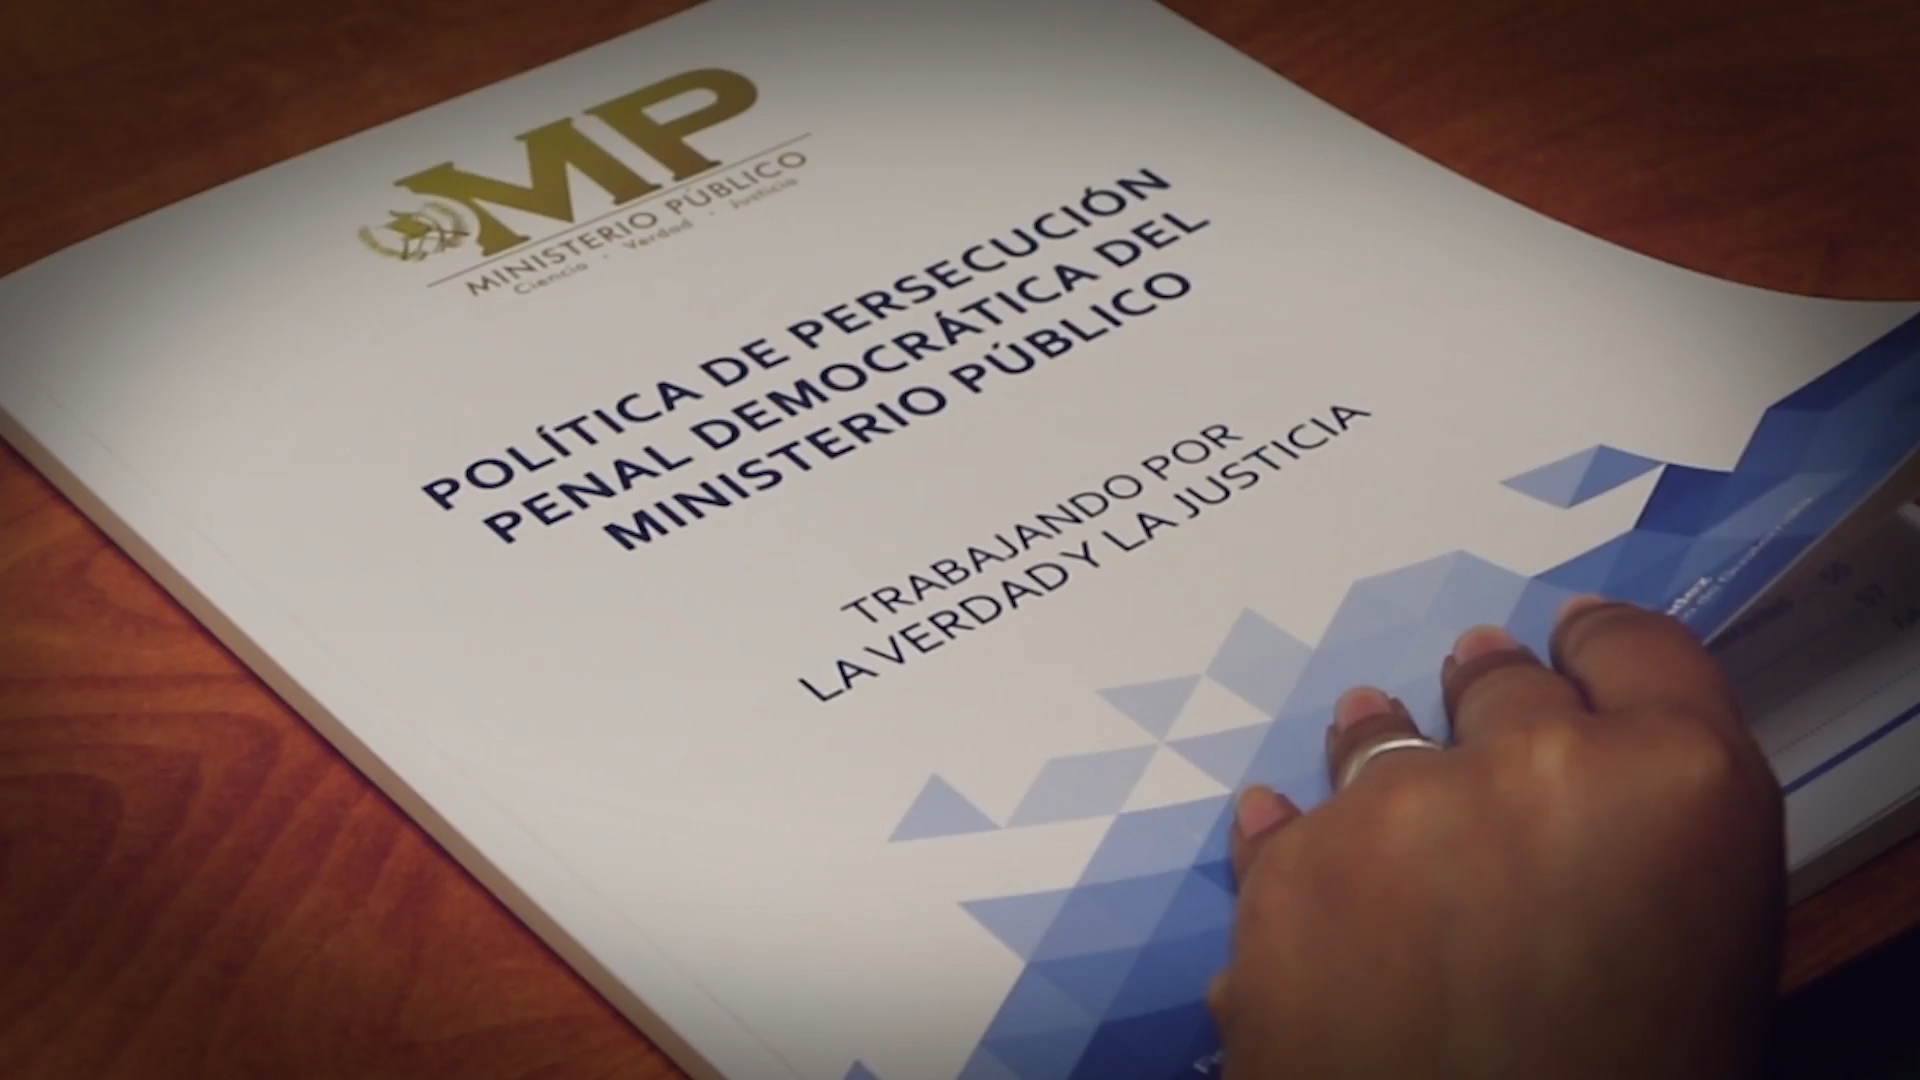 MP
MINISTERIO PÚBLICO
Ciencia · Verdad · Justicia
POLÍTICA DE PERSECUCIÓN
PENAL DEMOCRÁTICA DEL
MINISTERIO PÚBLICO
TRABAJANDO POR
LA VERDAD Y LA JUSTICIA